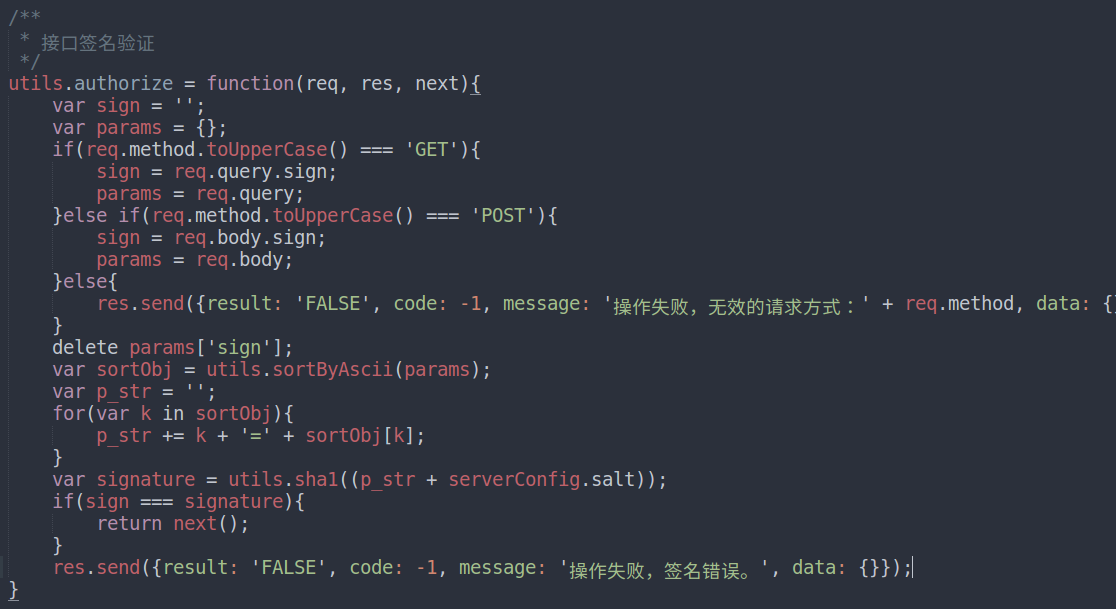 /**
 * 接口签名验证
 */
utils.authorize = function(req, res, next){
    var sign = '';
    var params = {};
    if(req.method.toUpperCase() === 'GET'){
        sign = req.query.sign;
        params = req.query;
    }else if(req.method.toUpperCase() === 'POST'){
        sign = req.body.sign;
        params = req.body;
    }else{
        res.send({result: 'FALSE', code: -1, message: '操作失败，无效的请求方式：' + req.method, data: {}
    }
    delete params['sign'];
    var sortObj = utils.sortByAscii(params);
    var p_str = '';
    for(var k in sortObj){
        p_str += k + '=' + sortObj[k];
    }
    var signature = utils.sha1((p_str + serverConfig.salt));
    if(sign === signature){
        return next();
    }
    res.send({result: 'FALSE', code: -1, message: '操作失败，签名错误。', data: {}});
}